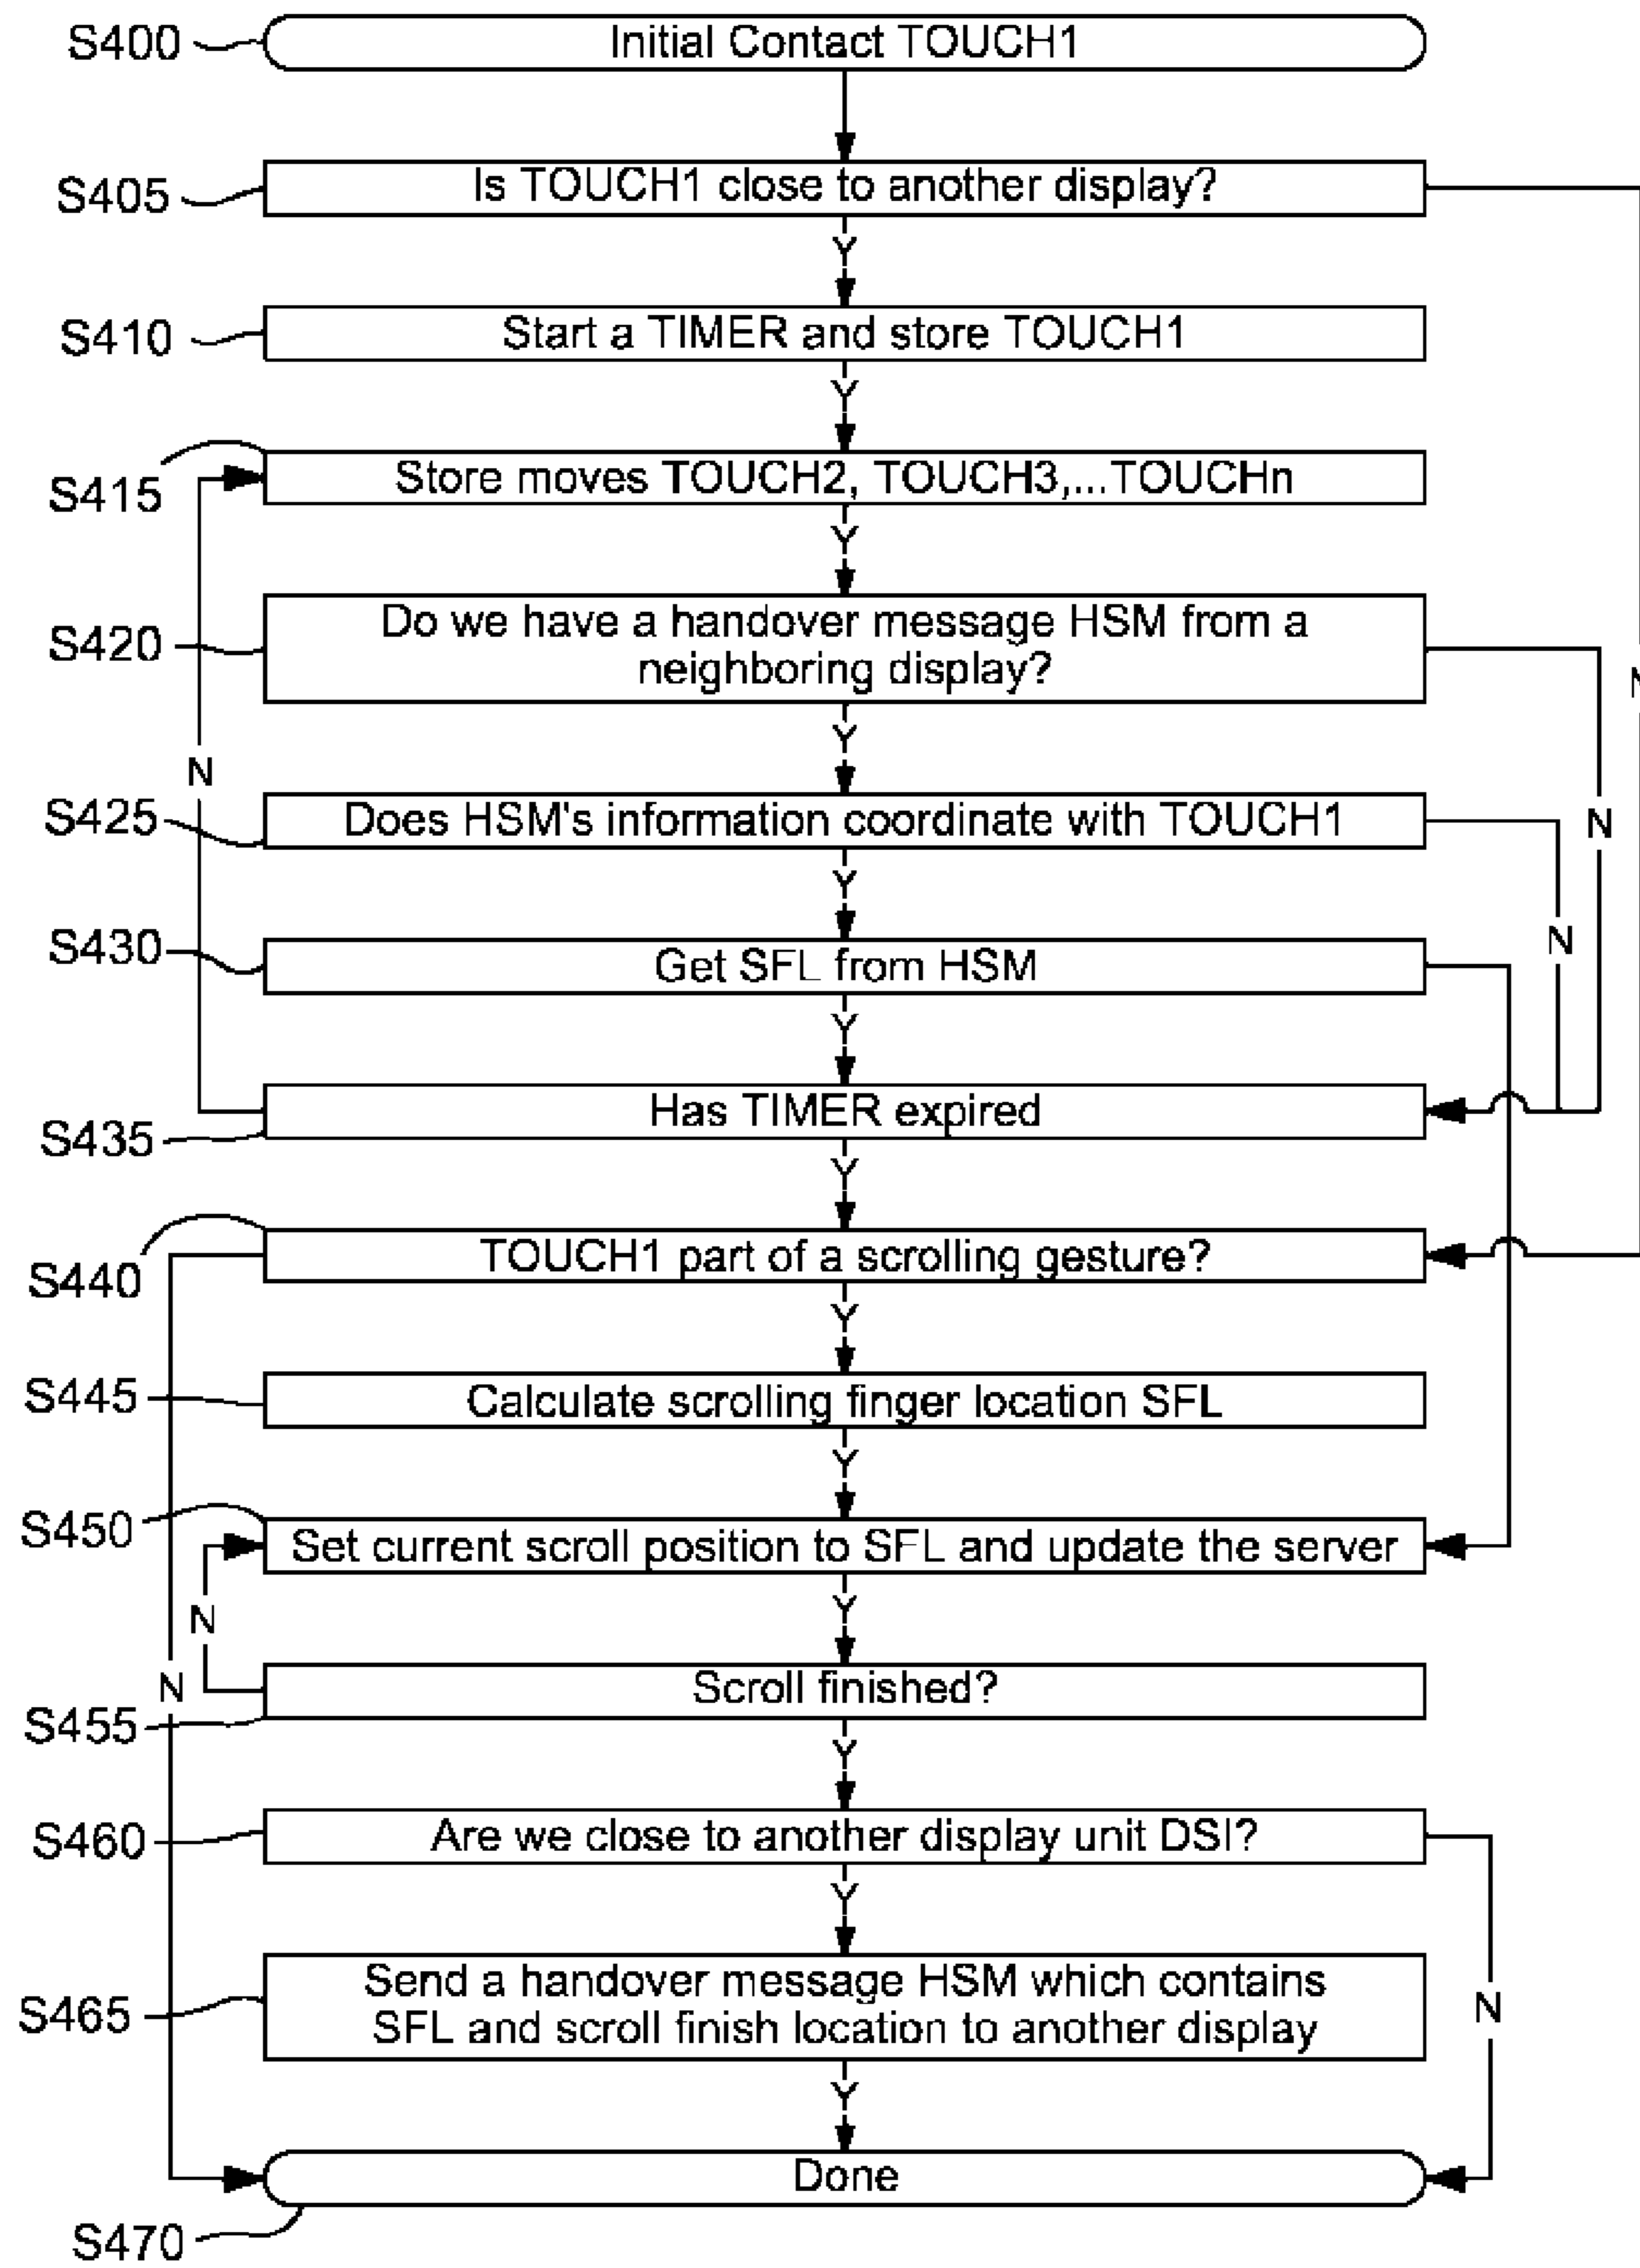 S400
Initial Contact TOUCH1
S405
Is TOUCH1 close to another display?
Y
S410
Start a TIMER and store TOUCH1
Y
S415
Store moves TOUCH2, TOUCH3,...TOUCHn
Y
S420
Do we have a handover message HSM from a
neighboring display?
N
Y
N
S425
Does HSM's information coordinate with TOUCH1
N
Y
N
S430
Get SFL from HSM
Y
S435
Has TIMER expired
Y
S440
TOUCH1 part of a scrolling gesture?
Y
S445
Calculate scrolling finger location SFL
Y
S450
Set current scroll position to SFL and update the server
Y
N
S455
Scroll finished?
N
Y
S460
Are we close to another display unit DSI?
Y
S465
Send a handover message HSM which contains
SFL and scroll finish location to another display
N
Y
Done
S470